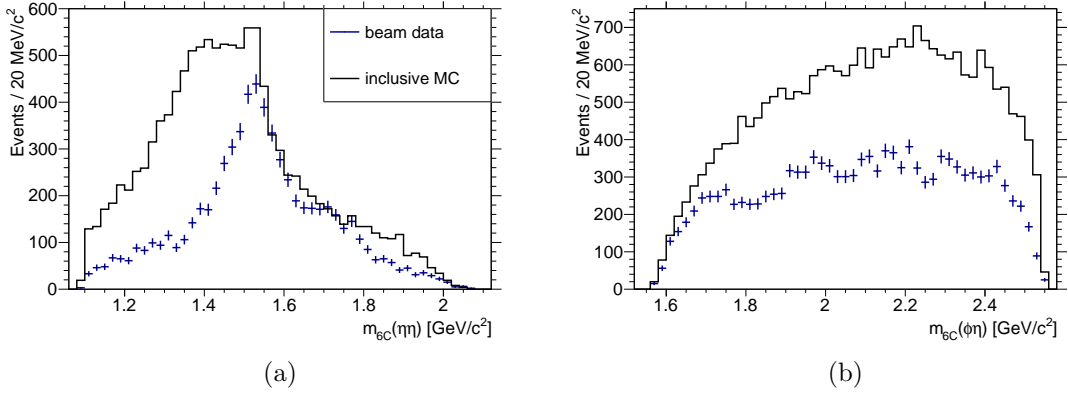 Events / 20 MeV/c²
600
500
400
300
200
100
0
beam data
inclusive MC
1.2 1.4 1.6 1.8 2
m6C(ηη) [GeV/c²]
(a)
Events / 20 MeV/c²
700
600
500
400
300
200
100
0
1.6 1.8 2 2.2 2.4
m6C(ϕη) [GeV/c²]
(b)